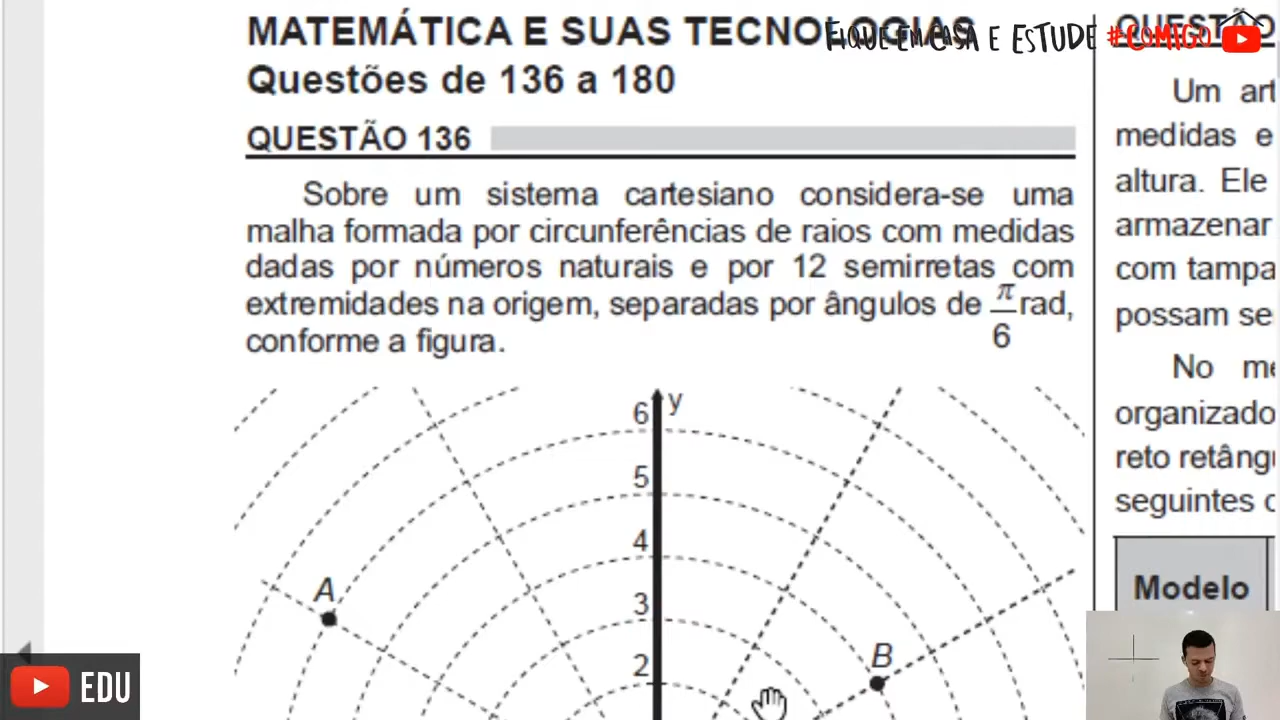 MATEMÁTICA E SUAS TECNOLOGIAS
FIQUE EM CASA E ESTUDE #COMIGO
Questões de 136 a 180
QUESTÃO 136
Sobre um sistema cartesiano considera-se uma
malha formada por circunferências de raios com medidas
dadas por números naturais e por 12 semirretas com
extremidades na origem, separadas por ângulos de π/6 rad,
conforme a figura.
6 y
5
4
3
2
A
B
QUESTÃO
Um
medidas e
altura. Ele
armazenar
com tampa
possam
No
reto
seguintes
Modelo
EDU